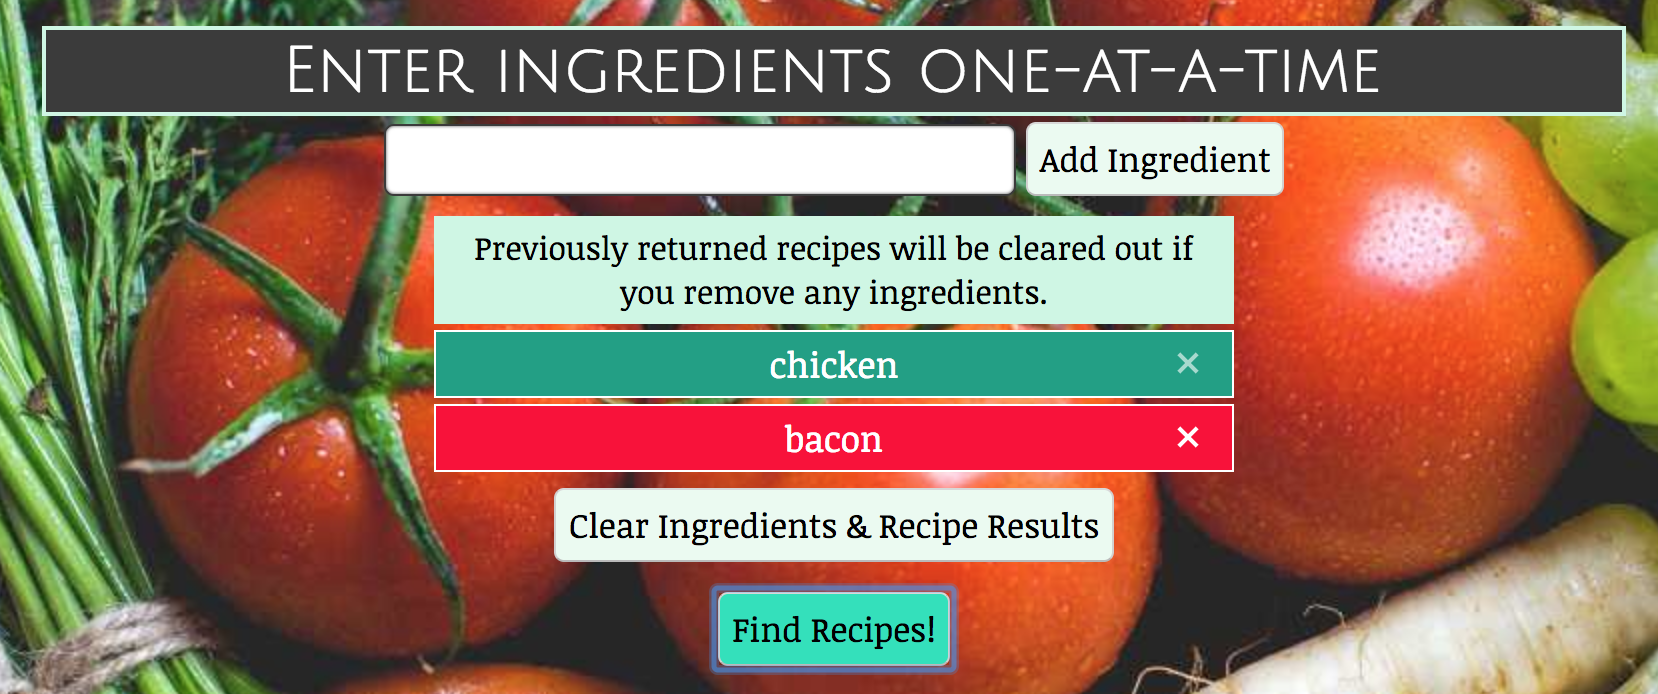 Enter ingredients one-at-a-time
Add Ingredient
Previously returned recipes will be cleared out if
you remove any ingredients.
chicken ×
bacon ×
Clear Ingredients & Recipe Results
Find Recipes!